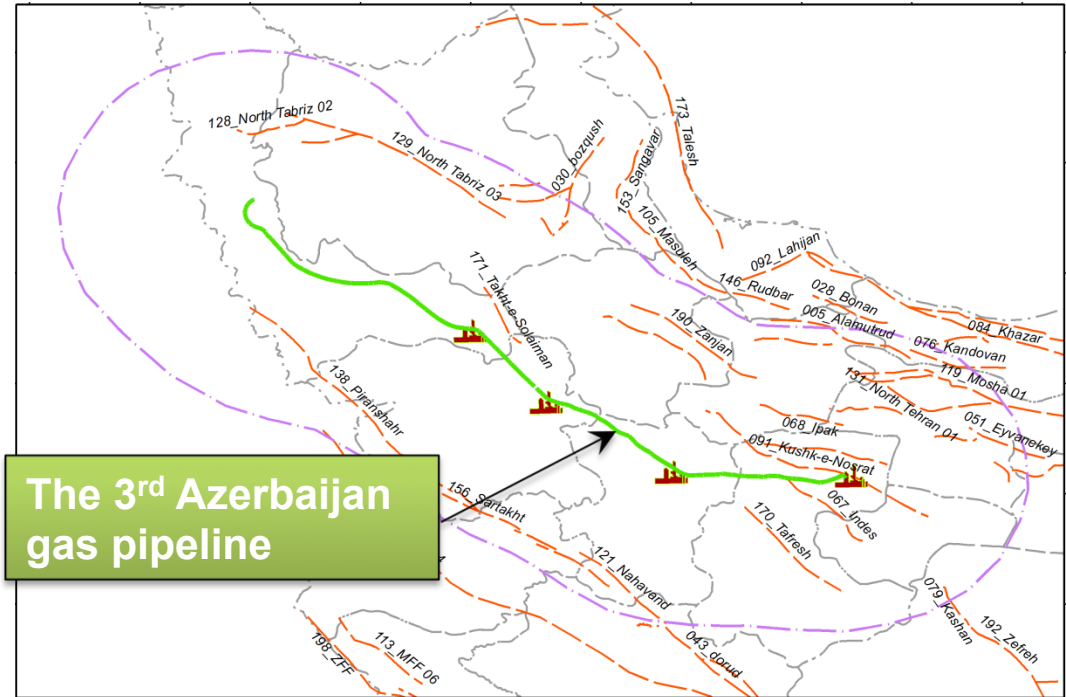 128_North Tabriz 02
129_North Tabriz 03
030_bozqush
153_Sangavar
173_Talesh
105_Masuleh
092_Lahijan
146_Rudbar
028_Bonan
005_Alamutrud
084_Khazar
076_Kandovan
119_Mosha 01
171_Takht-e-Solaiman
190_Zanjan
131_North Tehran 01
051_Eyvanekey
138_Piranshahr
068_Ipak
091_Kushk-e-Nosrat
The 3rd Azerbaijan
gas pipeline
156_Sartakht
067_Indes
170_Tafresh
121_Nahavend
079_Kashan
192_Zefreh
043_dorud
113_MFF 06
198_ZFF